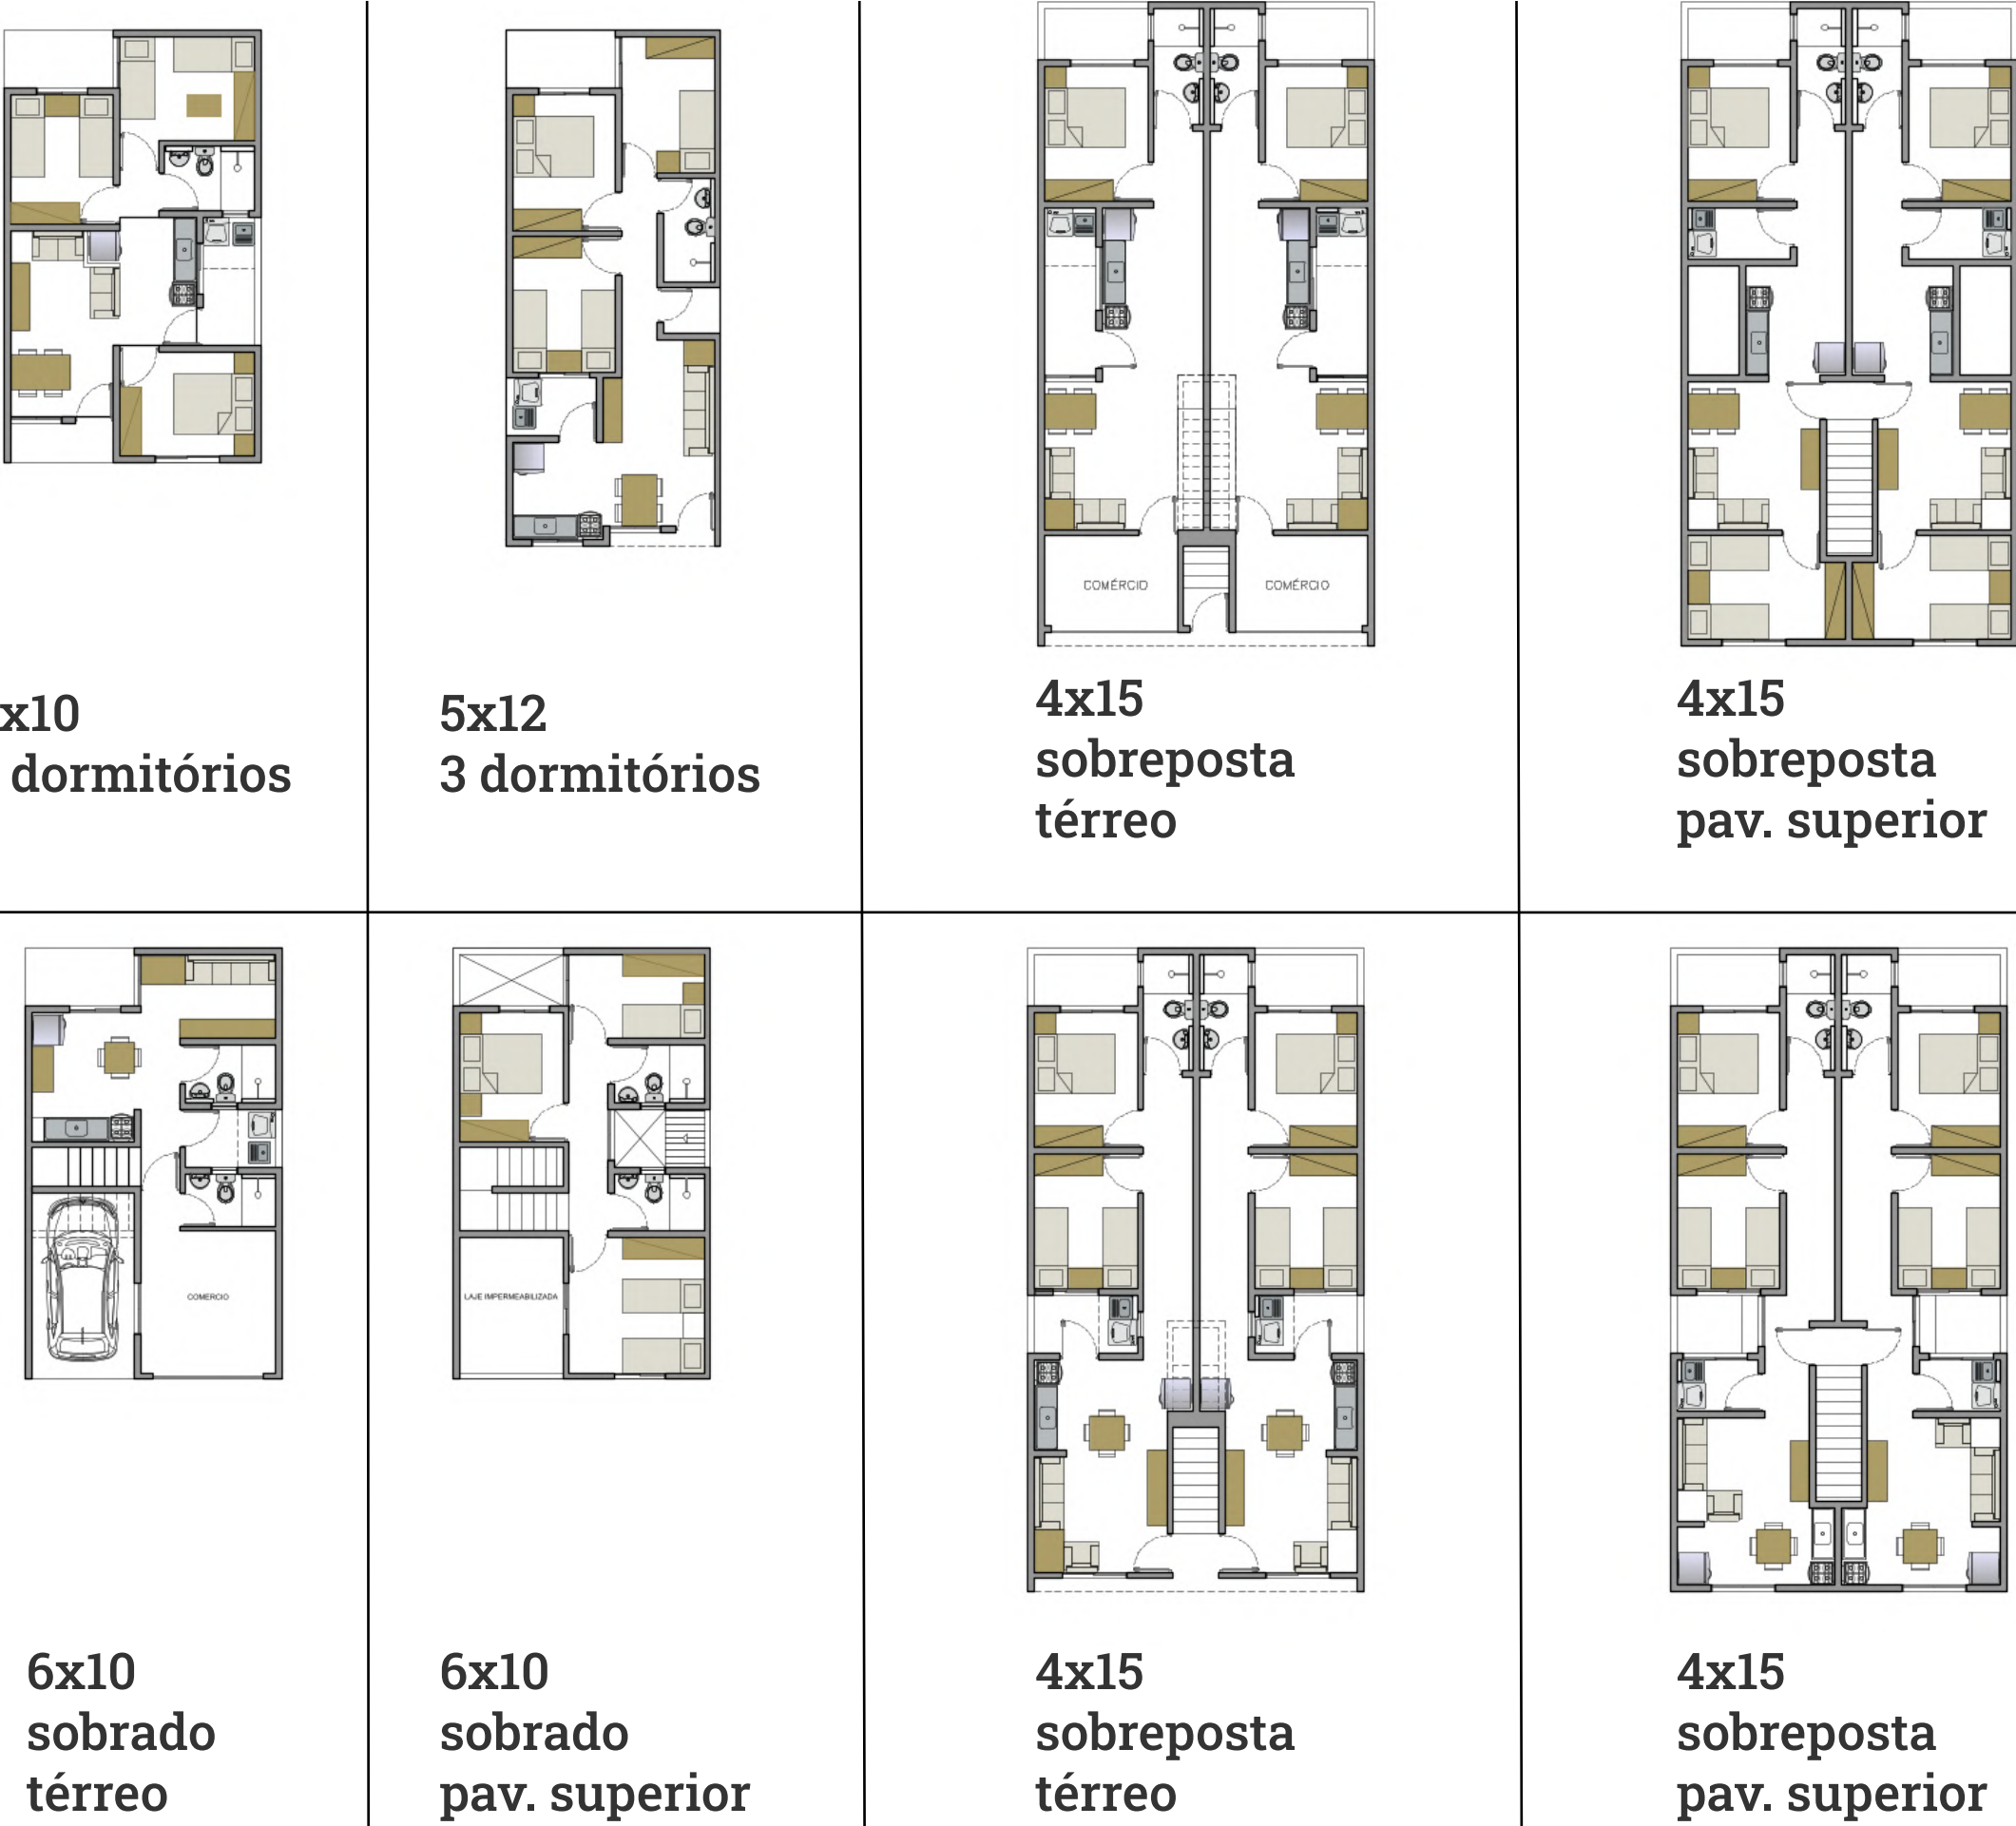 COMÉRCIO
COMÉRCIO
x10
dormitórios
5x12
3 dormitórios
4x15
sobreposta
térreo
4x15
sobreposta
pav. superior
COMERCIO
LAJE IMPERMEABILIZADA
6x10
sobrado
térreo
6x10
sobrado
pav. superior
4x15
sobreposta
térreo
4x15
sobreposta
pav. superior